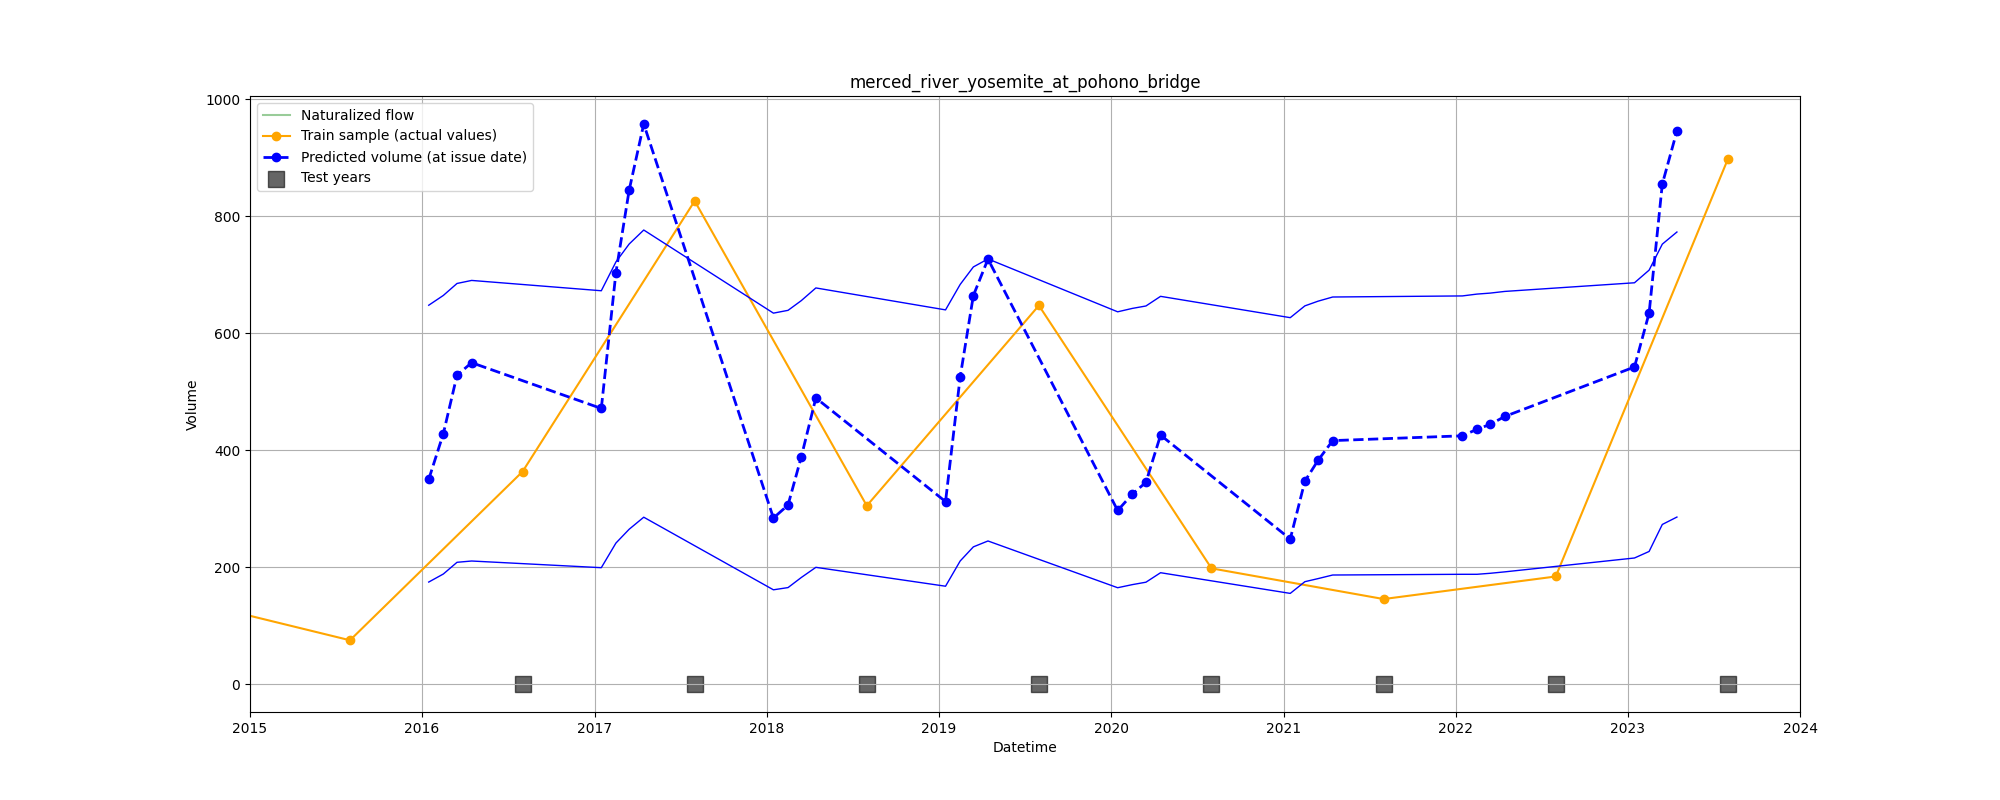 merced_river_yosemite_at_pohono_bridge
1000
800
600
400
200
0
Volume
Naturalized flow
Train sample (actual values)
Predicted volume (at issue date)
Test years
2015 2016 2017 2018 2019 2020 2021 2022 2023 2024
Datetime